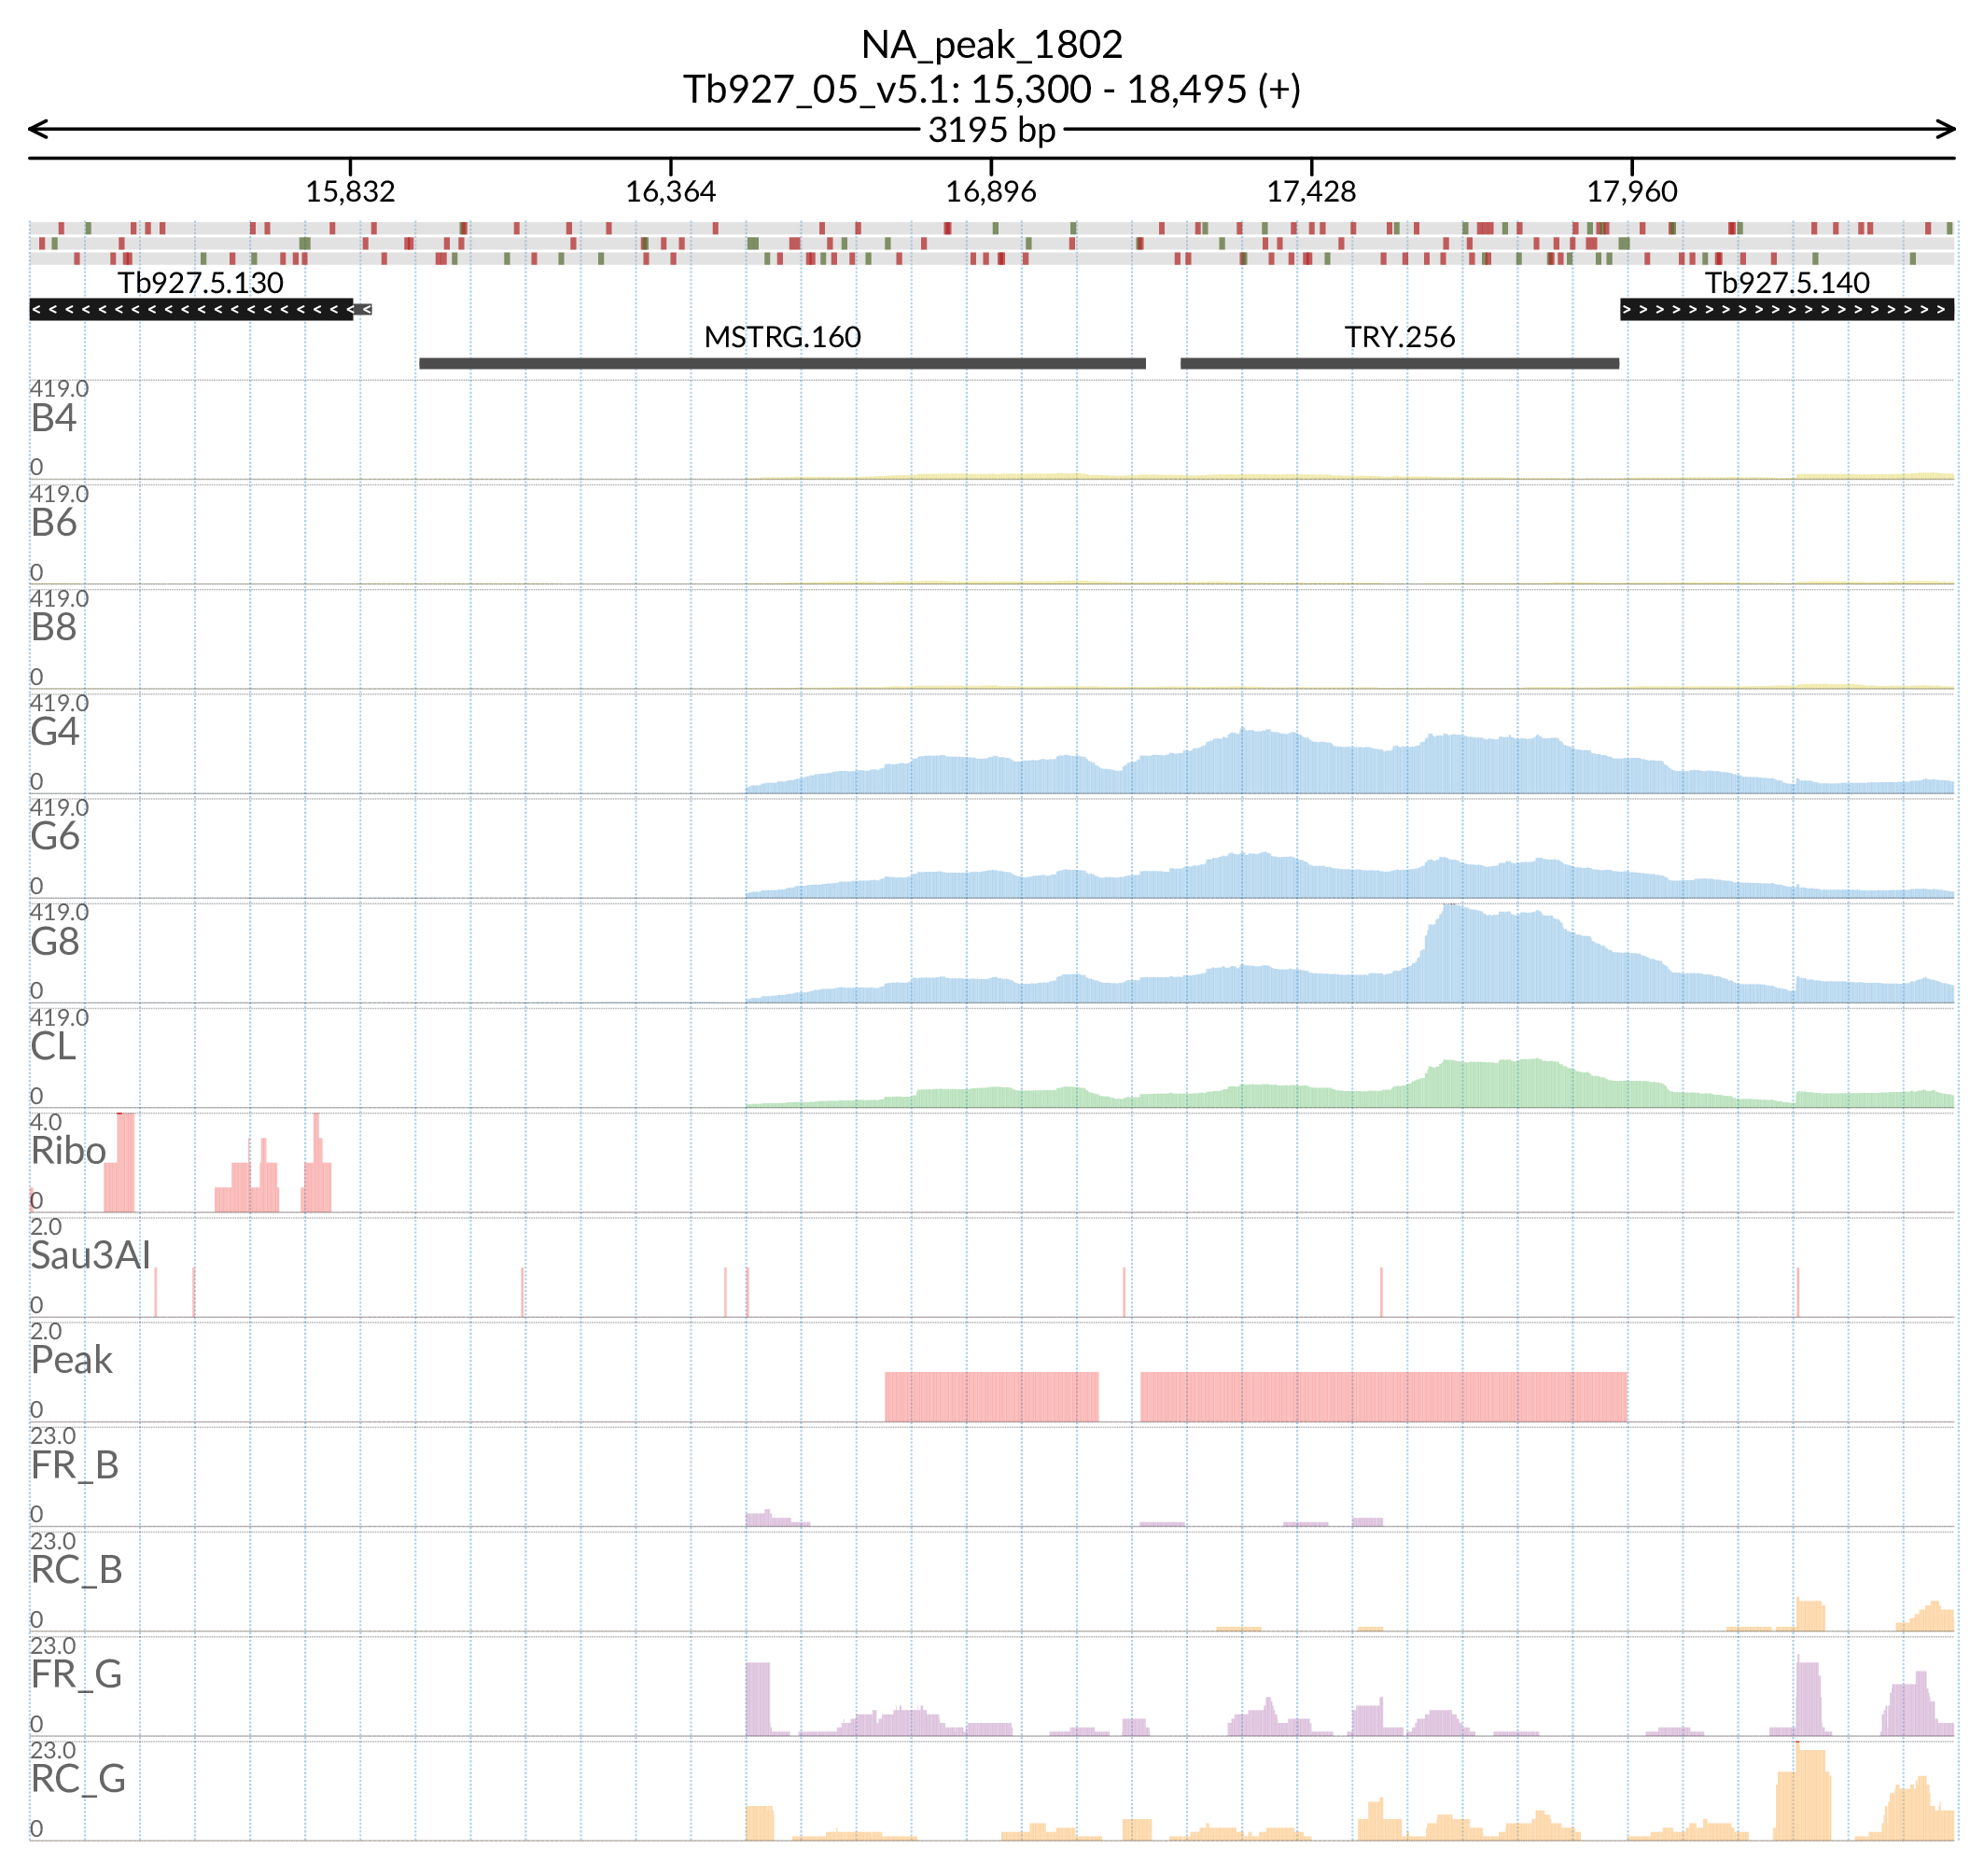 NA_peak_1802
Tb927_05_v5.1: 15,300 - 18,495 (+)
3195 bp
15,832 16,364 16,896 17,428 17,960
Tb927.5.130 Tb927.5.140
MSTRG.160 TRY.256
419.0
B4
0
419.0
B6
0
419.0
B8
0
419.0
G4
0
419.0
G6
0
419.0
G8
0
419.0
CL
0
4.0
Ribo
0
2.0
Sau3AI
0
2.0
Peak
0
23.0
FR_B
0
23.0
RC_B
0
23.0
FR_G
0
23.0
RC_G
0